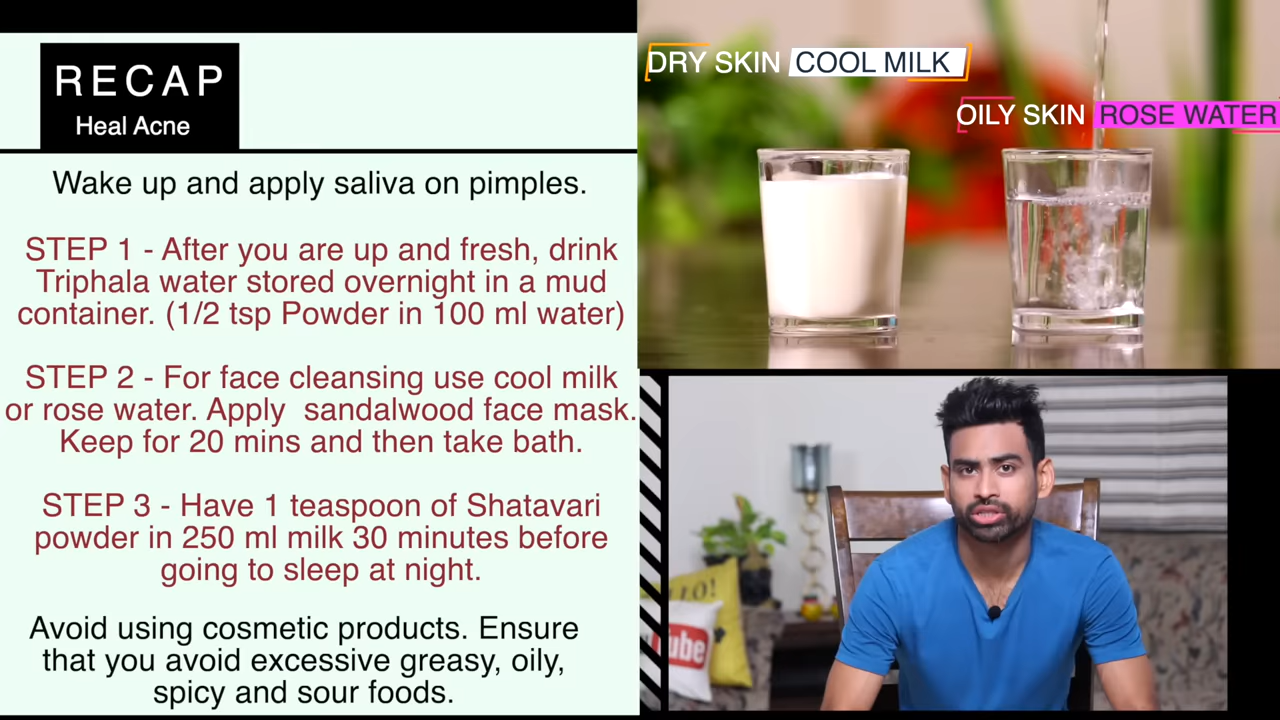 RECAP
Heal Acne
Wake up and apply saliva on pimples.
STEP 1 - After you are up and fresh, drink
Triphala water stored overnight in a mud
container. (1/2 tsp Powder in 100 ml water)
STEP 2 - For face cleansing use cool milk
or rose water. Apply  sandalwood face mask.
Keep for 20 mins and then take bath.
STEP 3 - Have 1 teaspoon of Shatavari
powder in 250 ml milk 30 minutes before
going to sleep at night.
Avoid using cosmetic products. Ensure
that you avoid excessive greasy, oily,
spicy and sour foods.
DRY SKIN COOL MILK
OILY SKIN ROSE WATER